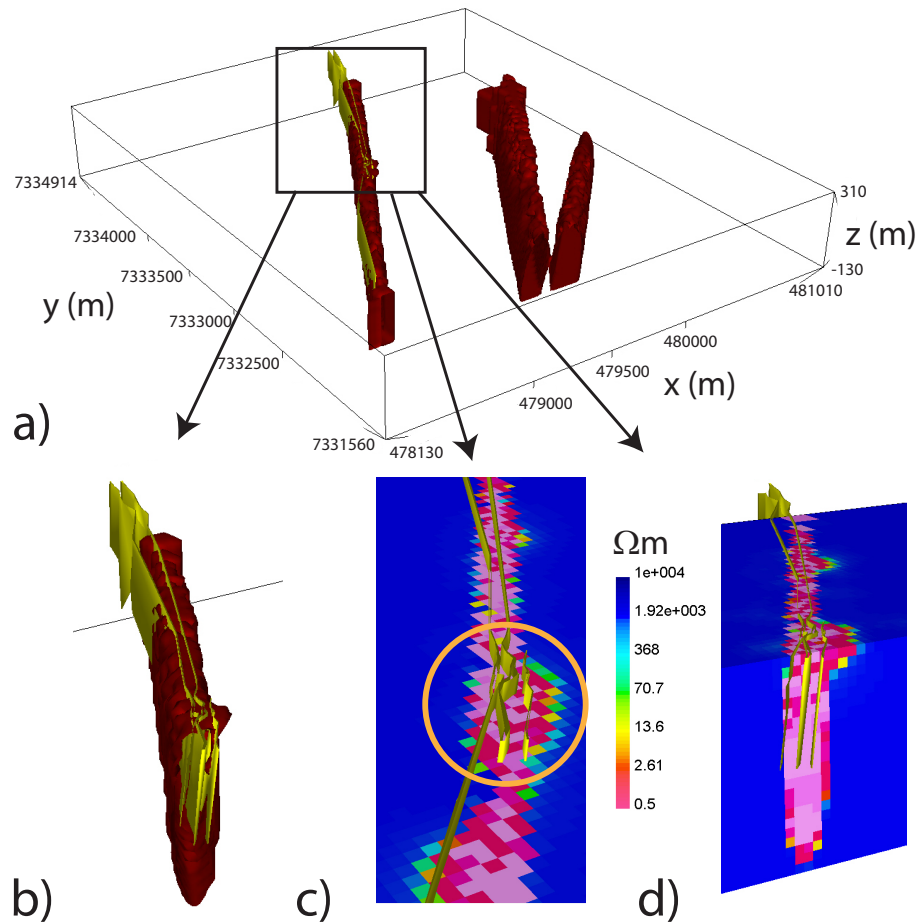 310
z (m)
-130
481010
7334914
7334000
7333500
y (m)
7333000
7332500
480000
479500
x (m)
479000
a)
7331560
478130
Ωm
1e+004
1.92e+003
368
70.7
13.6
2.61
0.5
b)
c)
d)